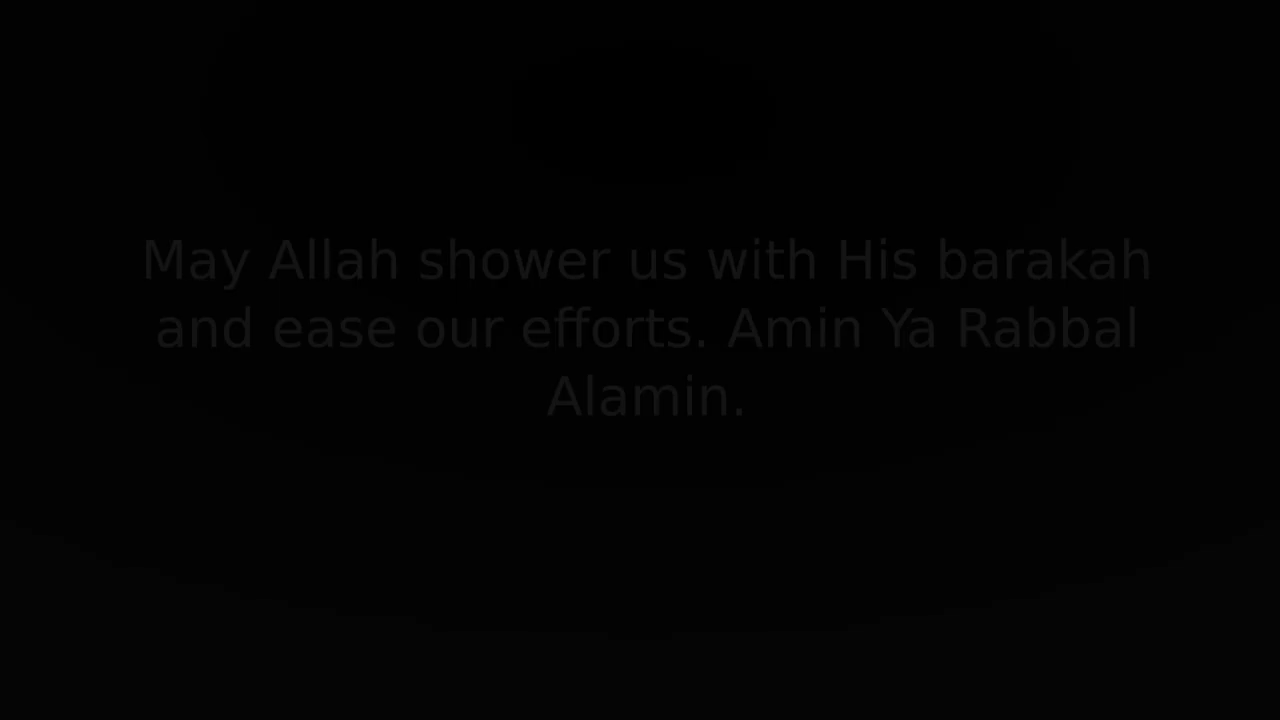 May Allah shower us with His barakah
and ease our efforts. Amin Ya Rabbal
Alamin.